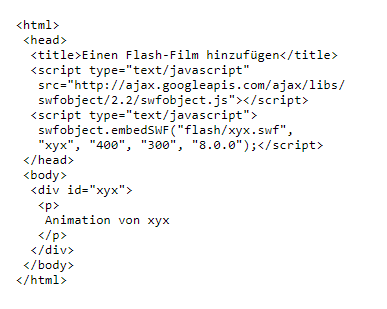 <html>
<head>
<title>Einen Flash-Film hinzufügen</title>
<script type="text/javascript"
src="http://ajax.googleapis.com/ajax/libs/
swfobject/2.2/swfobject.js"></script>
<script type="text/javascript">
swfobject.embedSWF("flash/xyx.swf",
"xyx", "400", "300", "8.0.0");</script>
</head>
<body>
<div id="xyx">
<p>
Animation von xyx
</p>
</div>
</body>
</html>